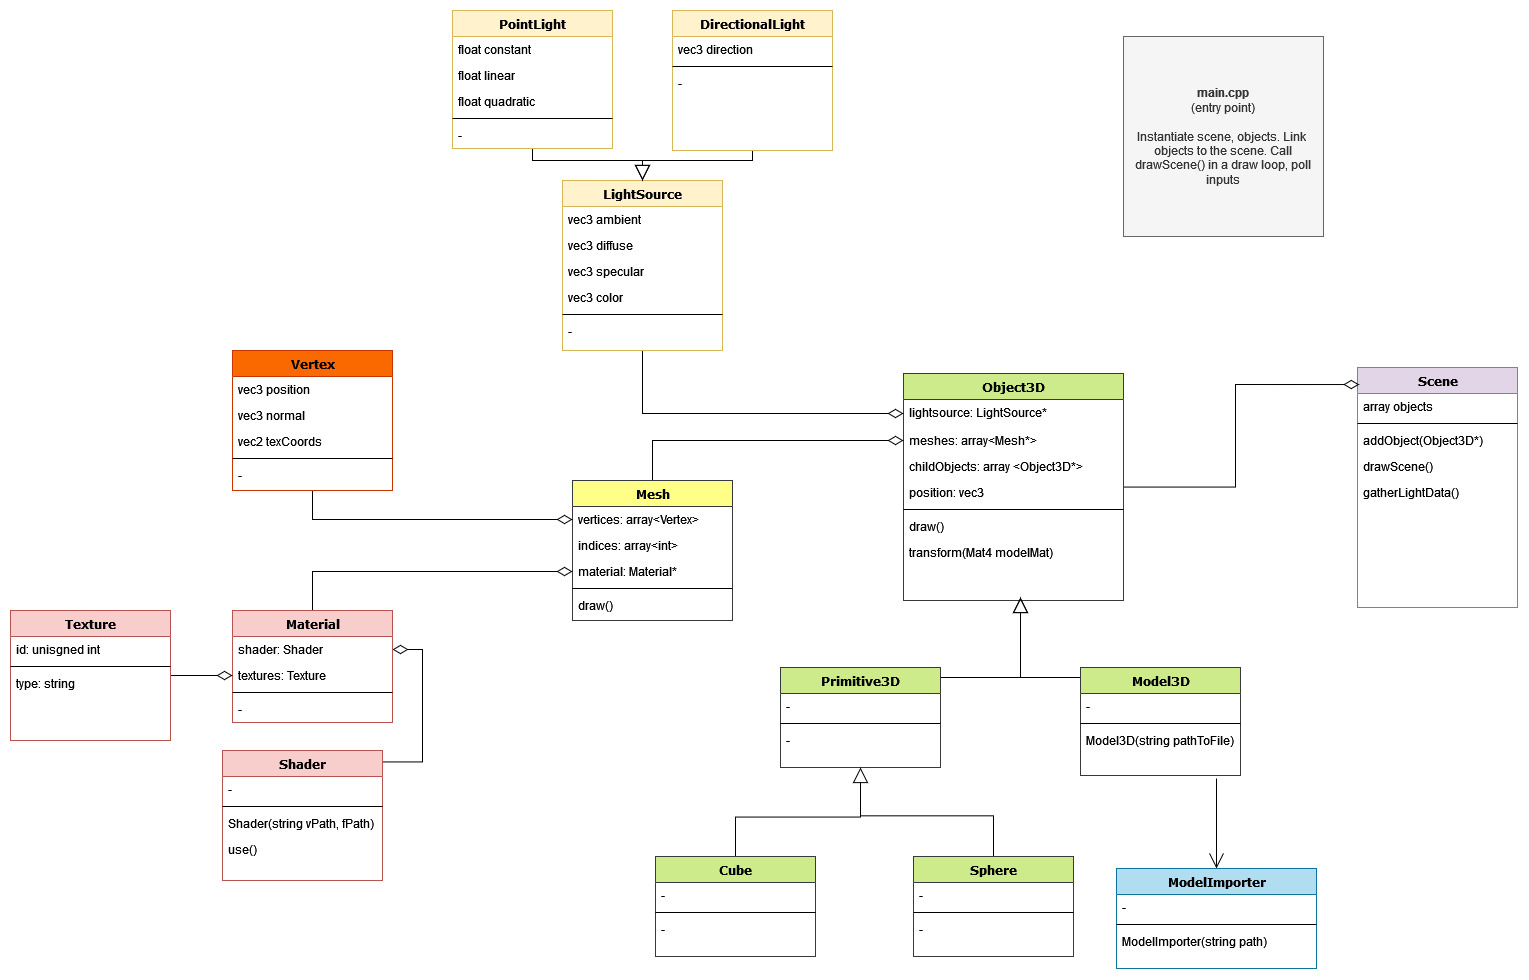 PointLight
float constant
float linear
float quadratic
-
DirectionalLight
vec3 direction
-
main.cpp
(entry point)
Instantiate scene, objects. Link
objects to the scene. Call
drawScene() in a draw loop, poll
inputs
LightSource
vec3 ambient
vec3 diffuse
vec3 specular
vec3 color
-
Vertex
vec3 position
vec3 normal
vec2 texCoords
-
Object3D
lightsource: LightSource*
meshes: array<Mesh*>
childObjects: array <Object3D*>
position: vec3
draw()
transform(Mat4 modelMat)
Scene
array objects
addObject(Object3D*)
drawScene()
gatherLightData()
Mesh
vertices: array<Vertex>
indices: array<int>
material: Material*
draw()
Texture
id: unisgned int
type: string
Material
shader: Shader
textures: Texture
-
Shader
-
Shader(string vPath, fPath)
use()
Primitive3D
-
-
Model3D
-
Model3D(string pathToFile)
Cube
-
-
Sphere
-
-
ModelImporter
-
ModelImporter(string path)